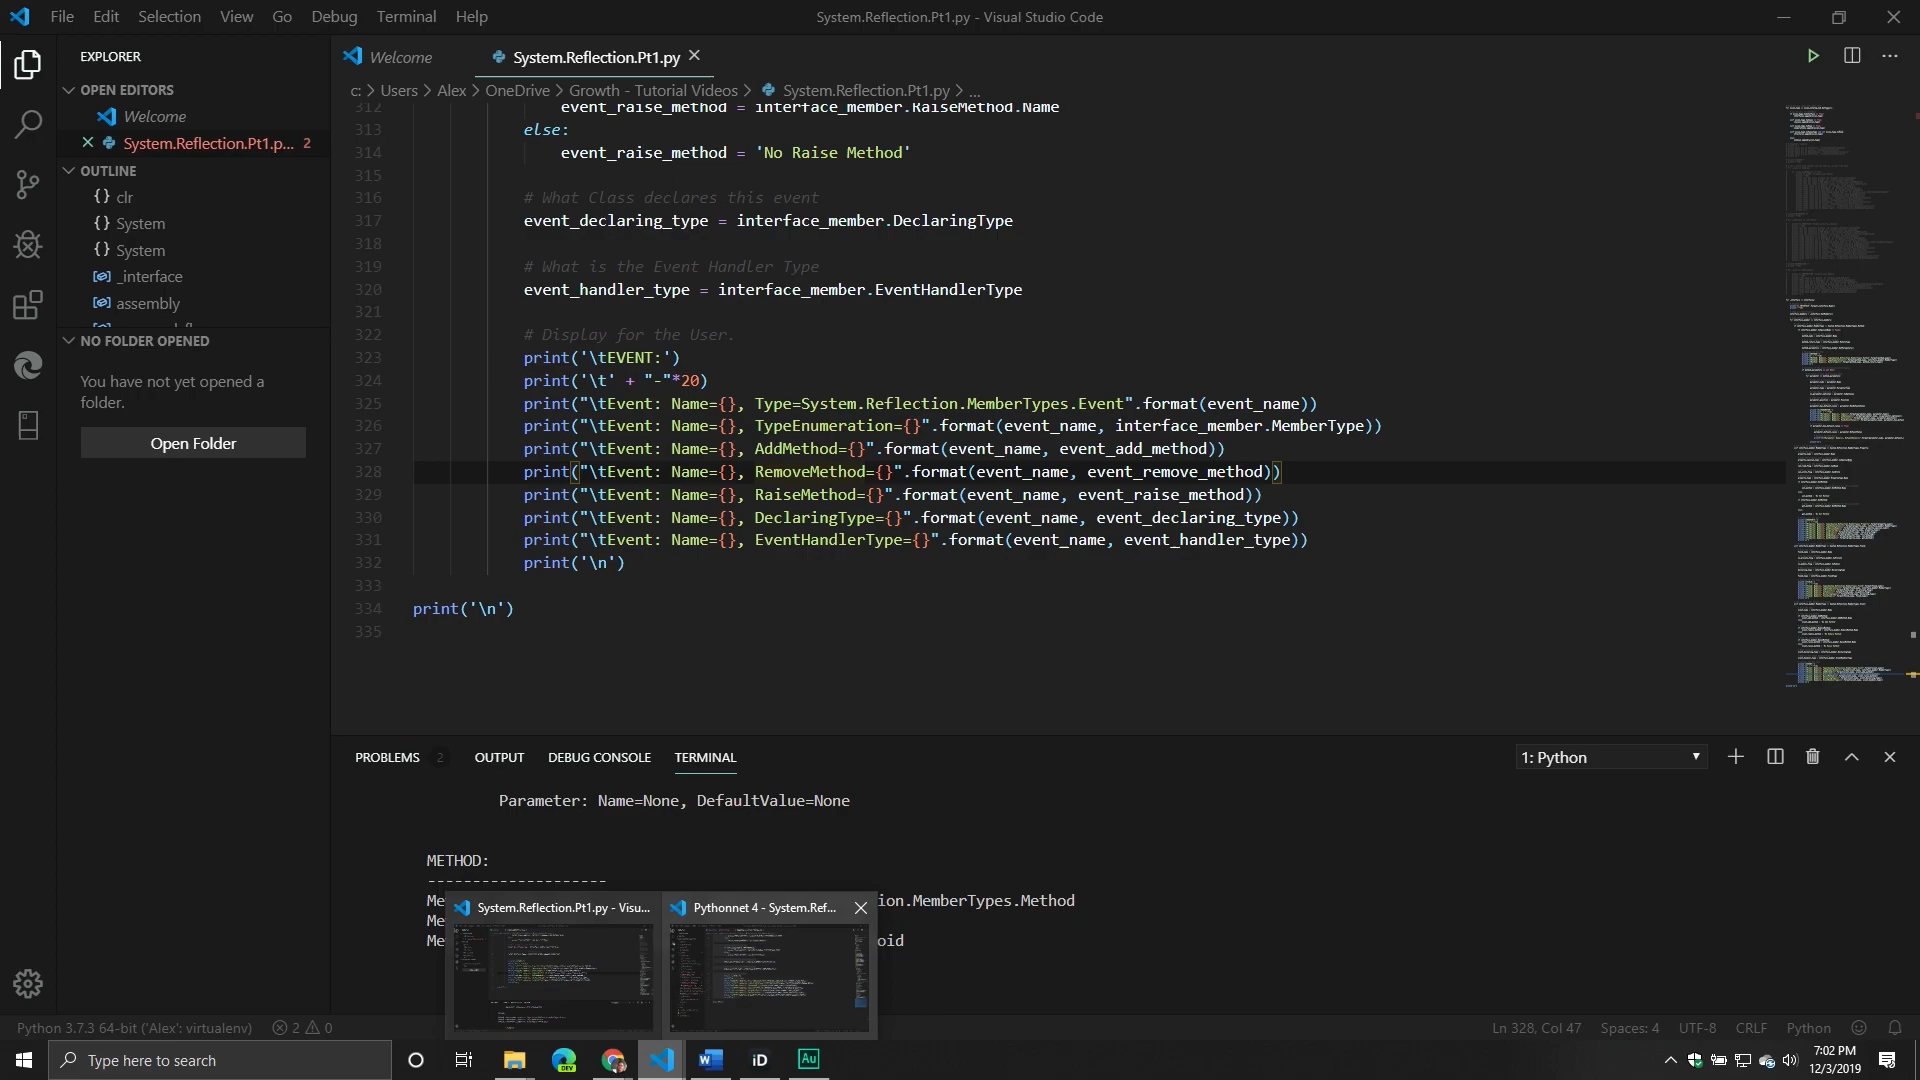 File Edit Selection View Go Debug Terminal Help
System.Reflection.Pt1.py - Visual Studio Code
EXPLORER
OPEN EDITORS
Welcome
System.Reflection.Pt1.p... 2
OUTLINE
{} clr
{} System
{} System
_interface
assembly
NO FOLDER OPENED
You have not yet opened a
folder.
Open Folder
Welcome
System.Reflection.Pt1.py
c: > Users > Alex > OneDrive > Growth - Tutorial Videos > System.Reflection.Pt1.py > ...
312 event_raise_method = interface_member.RaiseMethod.Name
313 else:
314 event_raise_method = 'No Raise Method'
315
316 # What Class declares this event
317 event_declaring_type = interface_member.DeclaringType
318
319 # What is the Event Handler Type
320 event_handler_type = interface_member.EventHandlerType
321
322 # Display for the User.
323 print('\tEVENT:')
324 print('\t' + "-"*20)
325 print("\tEvent: Name={}, Type=System.Reflection.MemberTypes.Event".format(event_name))
326 print("\tEvent: Name={}, TypeEnumeration={}".format(event_name, interface_member.MemberType))
327 print("\tEvent: Name={}, AddMethod={}".format(event_name, event_add_method))
328 print("\tEvent: Name={}, RemoveMethod={}".format(event_name, event_remove_method))
329 print("\tEvent: Name={}, RaiseMethod={}".format(event_name, event_raise_method))
330 print("\tEvent: Name={}, DeclaringType={}".format(event_name, event_declaring_type))
331 print("\tEvent: Name={}, EventHandlerType={}".format(event_name, event_handler_type))
332 print('\n')
333
334 print('\n')
335
PROBLEMS 2 OUTPUT DEBUG CONSOLE TERMINAL
1: Python
Parameter: Name=None, DefaultValue=None
METHOD:
--------------------
Me ion.MemberTypes.Method
Me
Me oid
System.Reflection.Pt1.py - Visu...
Pythonnet 4 - System.Ref...
Python 3.7.3 64-bit ('Alex': virtualenv) 2 0
Ln 328, Col 47 Spaces: 4 UTF-8 CRLF Python
Type here to search
DEV
iD
Au
7:02 PM
12/3/2019